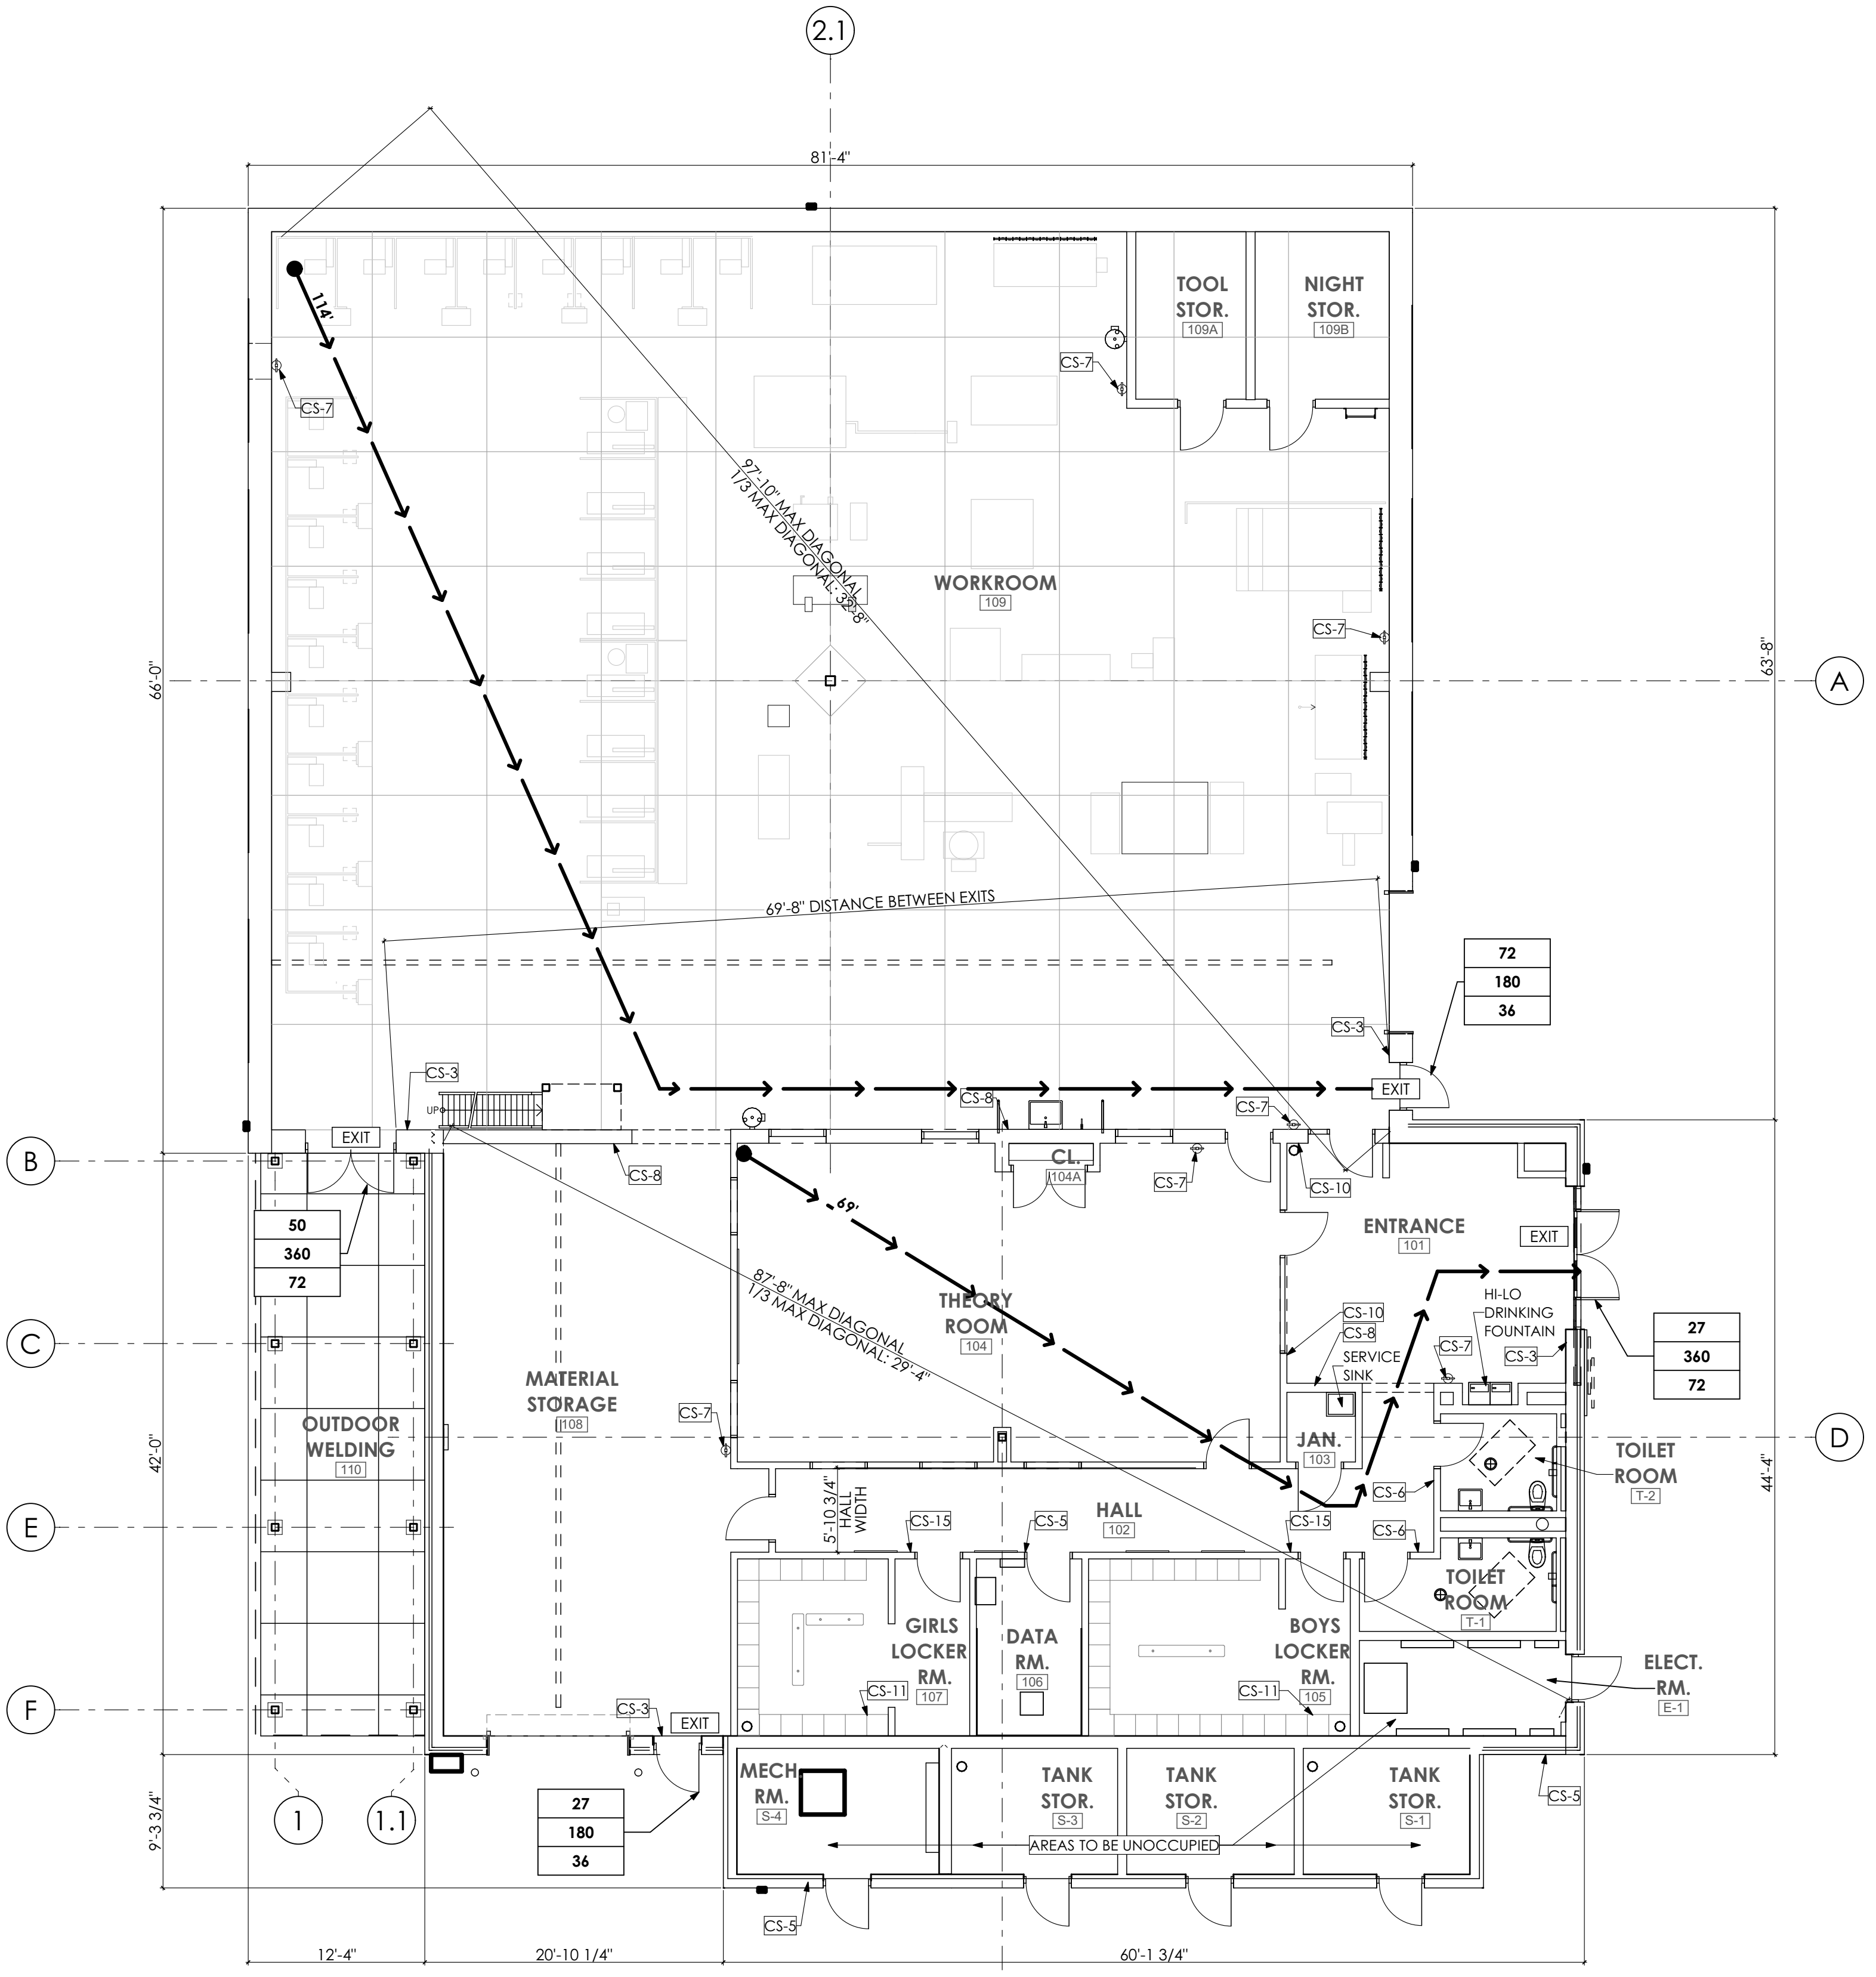 2.1
81'-4"
114'
TOOL
STOR.
109A
NIGHT
STOR.
109B
CS-7
CS-7
97'-10" MAX DIAGONAL
1/3 MAX DIAGONAL: 32'-8"
WORKROOM
109
CS-7
66'-0"
63'-8"
A
69'-8" DISTANCE BETWEEN EXITS
72
180
36
CS-3
CS-3
EXIT
UP
CS-8
CS-7
EXIT
B
CS-8
CL.
104A
CS-7
CS-10
69'
50
360
72
ENTRANCE
101
EXIT
87'-8" MAX DIAGONAL
1/3 MAX DIAGONAL: 29'-4"
THEORY
ROOM
104
CS-10
CS-8
HI-LO
DRINKING
FOUNTAIN
SERVICE
SINK
CS-7
CS-3
27
360
72
C
MATERIAL
STORAGE
108
CS-7
OUTDOOR
WELDING
110
JAN.
103
D
TOILET
ROOM
T-2
42'-0"
44'-4"
5'-10 3/4"
HALL
WIDTH
HALL
102
CS-6
CS-15
CS-5
CS-15
CS-6
E
TOILET
ROOM
T-1
GIRLS
LOCKER
RM.
107
DATA
RM.
106
BOYS
LOCKER
RM.
105
CS-11
CS-11
ELECT.
RM.
E-1
F
CS-3
EXIT
MECH
RM.
S-4
TANK
STOR.
S-3
TANK
STOR.
S-2
TANK
STOR.
S-1
CS-5
1
1.1
27
180
36
AREAS TO BE UNOCCUPIED
9'-3 3/4"
CS-5
12'-4"
20'-10 1/4"
60'-1 3/4"